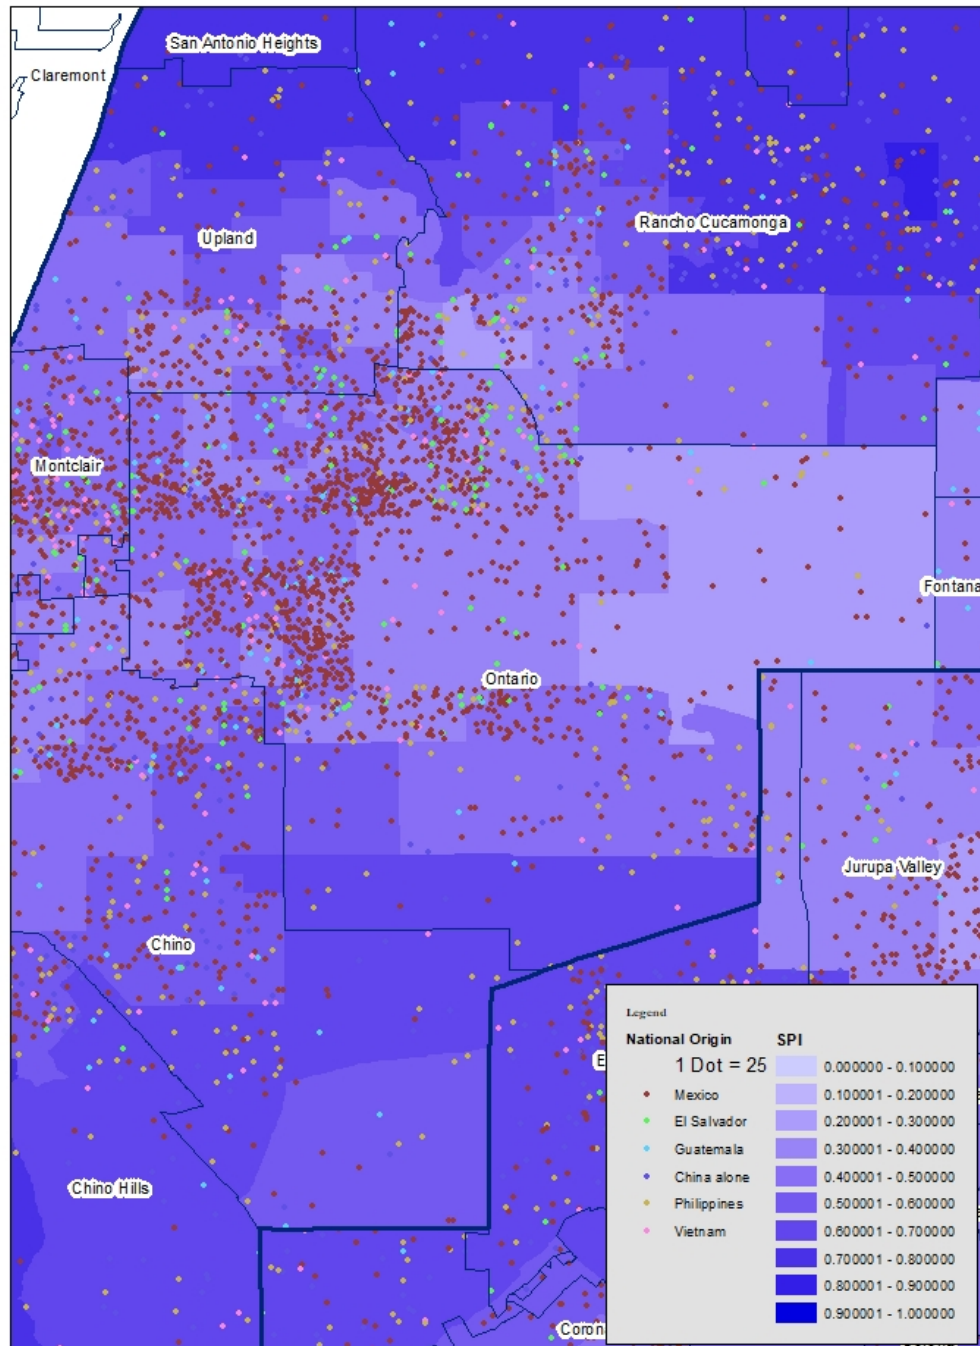 San Antonio Heights
Claremont
Rancho Cucamonga
Upland
Montclair
Fontana
Ontario
Jurupa Valley
Chino
Chino Hills
E
Coron
Legend
National Origin SPI
1 Dot = 25
0.000000 - 0.100000
Mexico 0.100001 - 0.200000
El Salvador 0.200001 - 0.300000
Guatemala 0.300001 - 0.400000
China alone 0.400001 - 0.500000
Philippines 0.500001 - 0.600000
Vietnam 0.600001 - 0.700000
0.700001 - 0.800000
0.800001 - 0.900000
0.900001 - 1.000000